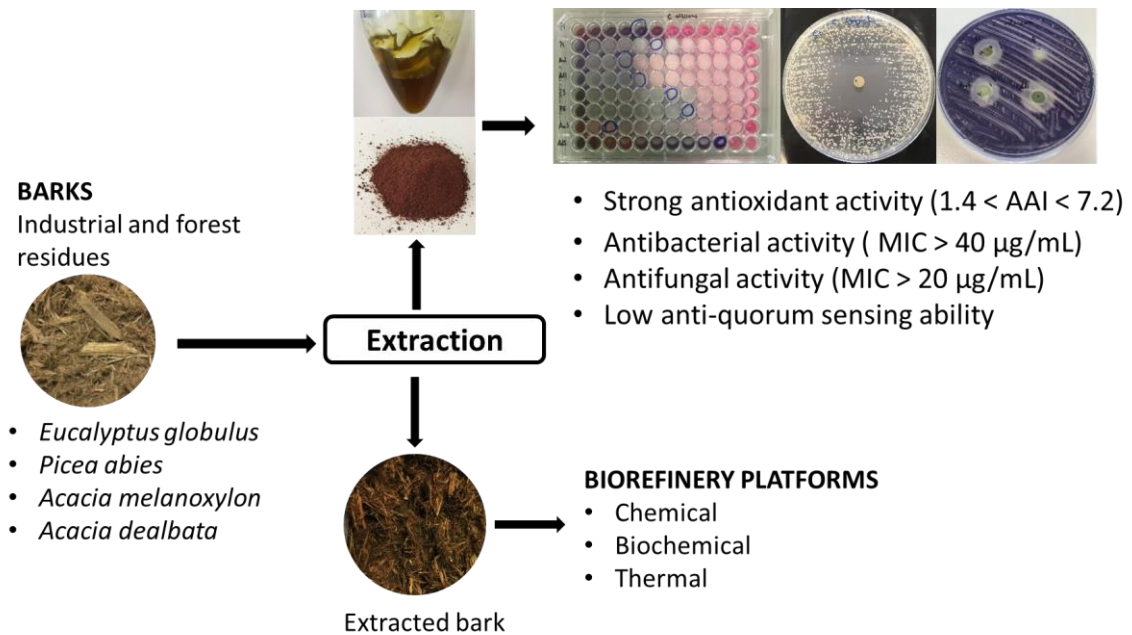 BARKS
Industrial and forest
residues
• Eucalyptus globulus
• Picea abies
• Acacia melanoxylon
• Acacia dealbata
Extraction
• Strong antioxidant activity (1.4 < AAI < 7.2)
• Antibacterial activity ( MIC > 40 µg/mL)
• Antifungal activity (MIC > 20 µg/mL)
• Low anti-quorum sensing ability
Extracted bark
BIOREFINERY PLATFORMS
• Chemical
• Biochemical
• Thermal